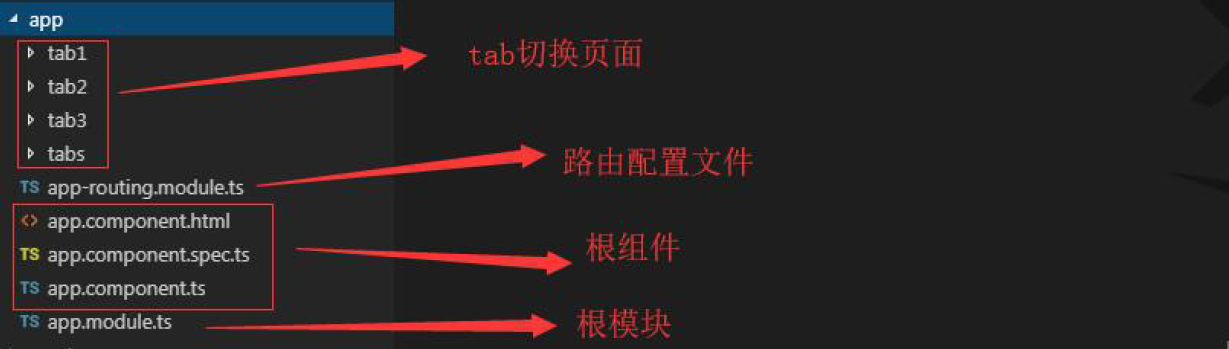 app
tab1
tab切换页面
tab2
tab3
tabs
路由配置文件
TS app-routing.module.ts
<> app.component.html
根组件
TS app.component.spec.ts
TS app.component.ts
TS app.module.ts
根模块